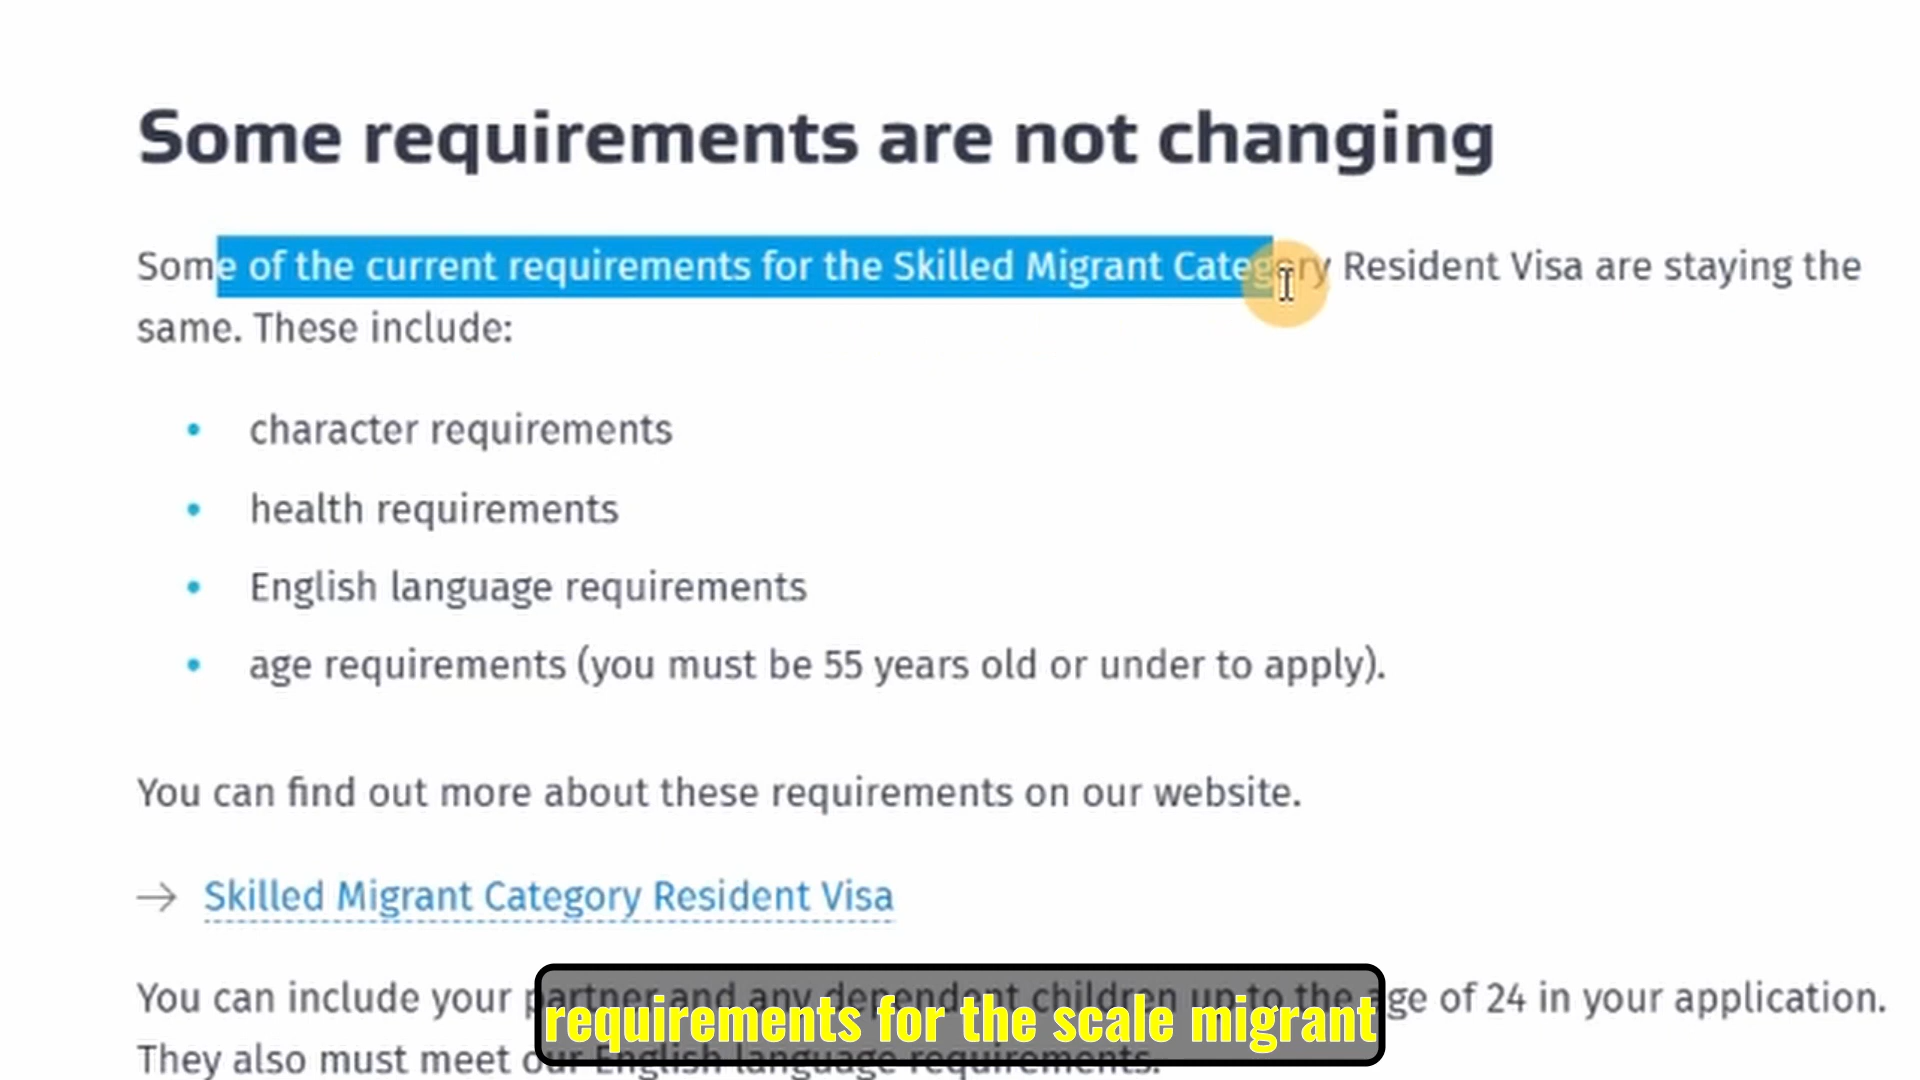 Some requirements are not changing
Some of the current requirements for the Skilled Migrant Category Resident Visa are staying the
same. These include:
• character requirements
• health requirements
• English language requirements
• age requirements (you must be 55 years old or under to apply).
You can find out more about these requirements on our website.
→ Skilled Migrant Category Resident Visa
You can include your partner and any dependent children up to the age of 24 in your application.
They also must meet our English language requirements.
requirements for the scale migrant